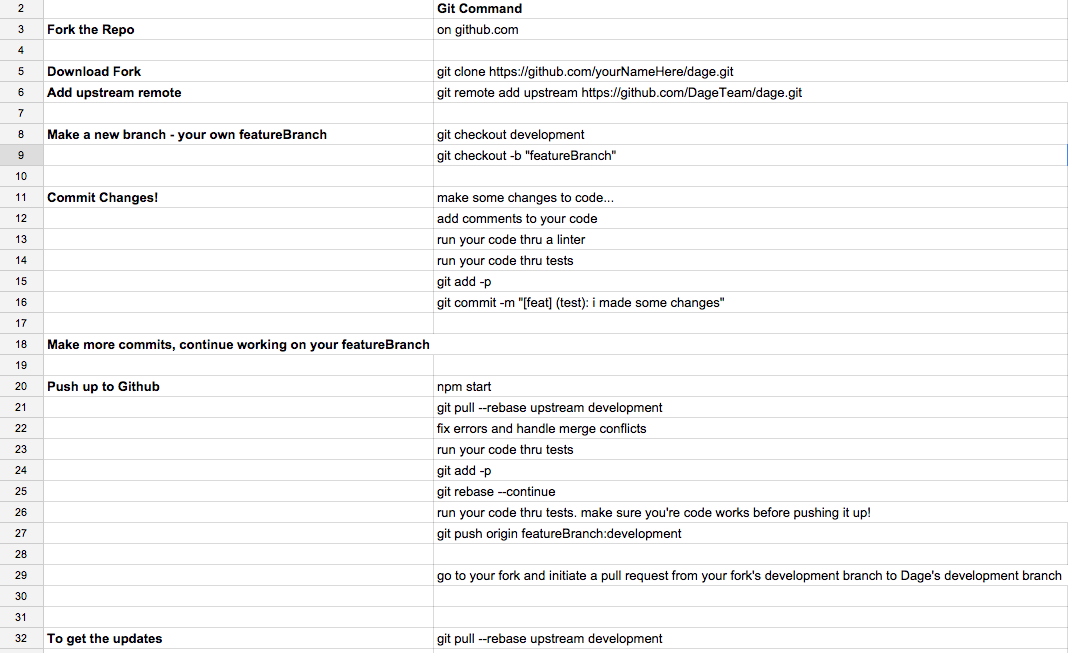 2 Git Command
3 Fork the Repo on github.com
4
5 Download Fork git clone https://github.com/yourNameHere/dage.git
6 Add upstream remote git remote add upstream https://github.com/DageTeam/dage.git
7
8 Make a new branch - your own featureBranch git checkout development
9 git checkout -b "featureBranch"
10
11 Commit Changes! make some changes to code...
12 add comments to your code
13 run your code thru a linter
14 run your code thru tests
15 git add -p
16 git commit -m "[feat] (test): i made some changes"
17
18 Make more commits, continue working on your featureBranch
19
20 Push up to Github npm start
21 git pull --rebase upstream development
22 fix errors and handle merge conflicts
23 run your code thru tests
24 git add -p
25 git rebase --continue
26 run your code thru tests. make sure you're code works before pushing it up!
27 git push origin featureBranch:development
28
29 go to your fork and initiate a pull request from your fork's development branch to Dage's development branch
30
31
32 To get the updates git pull --rebase upstream development